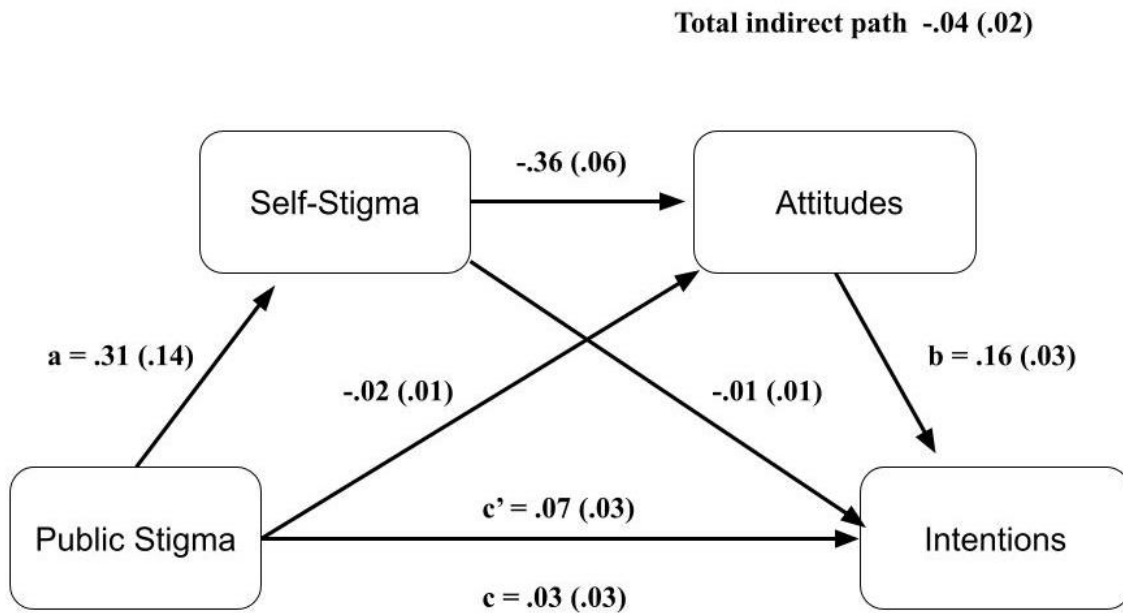 Total indirect path -.04 (.02)
-.36 (.06)
Self-Stigma
Attitudes
a = .31 (.14)
b = .16 (.03)
-.02 (.01)
-.01 (.01)
c’ = .07 (.03)
Public Stigma
Intentions
c = .03 (.03)